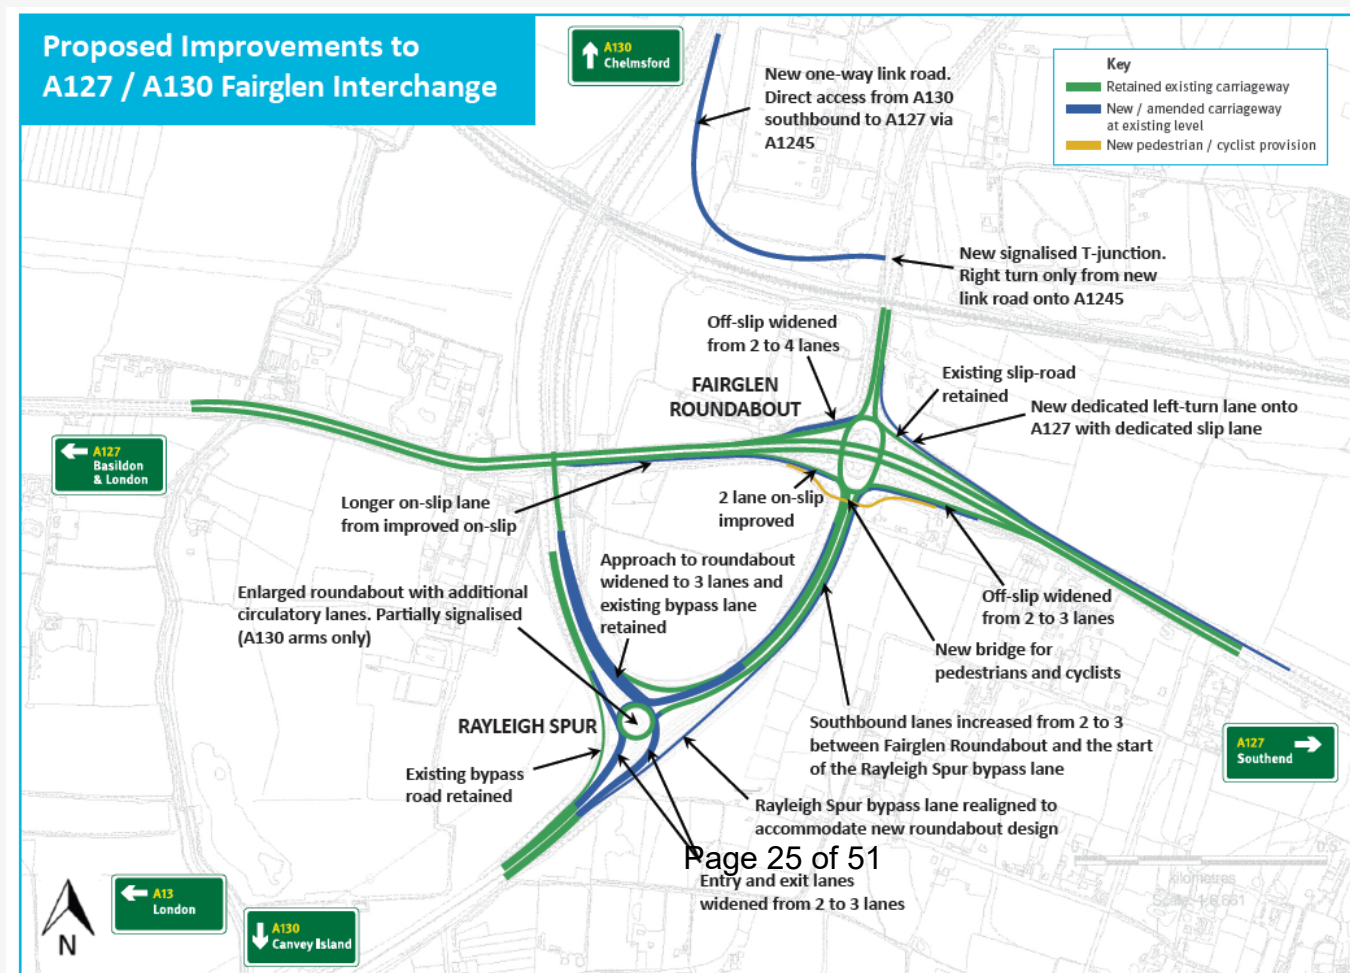 Proposed Improvements to
A127 / A130 Fairglen Interchange
A130
Chelmsford
New one-way link road.
Direct access from A130
southbound to A127 via
A1245
Key
Retained existing carriageway
New / amended carriageway
at existing level
New pedestrian / cyclist provision
New signalised T-junction.
Right turn only from new
link road onto A1245
Off-slip widened
from 2 to 4 lanes
FAIRGLEN
ROUNDABOUT
Existing slip-road
retained
New dedicated left-turn lane onto
A127 with dedicated slip lane
A127
Basildon
& London
Longer on-slip lane
from improved on-slip
2 lane on-slip
improved
Approach to roundabout
widened to 3 lanes and
existing bypass lane
retained
Enlarged roundabout with additional
circulatory lanes. Partially signalised
(A130 arms only)
Off-slip widened
from 2 to 3 lanes
New bridge for
pedestrians and cyclists
RAYLEIGH SPUR
Southbound lanes increased from 2 to 3
between Fairglen Roundabout and the start
of the Rayleigh Spur bypass lane
A127
Southend
Existing bypass
road retained
Rayleigh Spur bypass lane realigned to
accommodate new roundabout design
Page 25 of 51
Entry and exit lanes
widened from 2 to 3 lanes
0.5
kilometres
Scale
A13
London
A130
Canvey Island
N